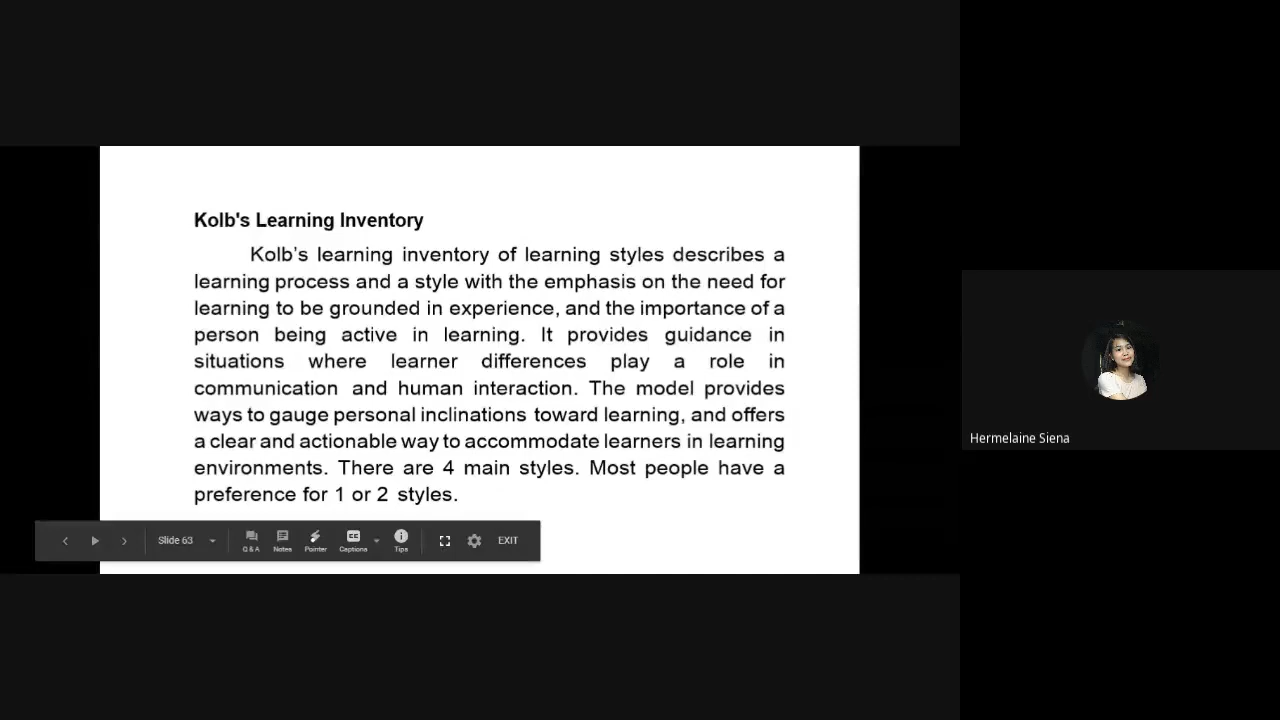 Kolb's Learning Inventory
Kolb's learning inventory of learning styles describes a
learning process and a style with the emphasis on the need for
learning to be grounded in experience, and the importance of a
person being active in learning. It provides guidance in
situations where learner differences play a role in
communication and human interaction. The model provides
ways to gauge personal inclinations toward learning, and offers
a clear and actionable way to accommodate learners in learning
environments. There are 4 main styles. Most people have a
preference for 1 or 2 styles.
Slide 63
Q & A Notes Pointer Captions Tips
CC
EXIT
Hermelaine Siena